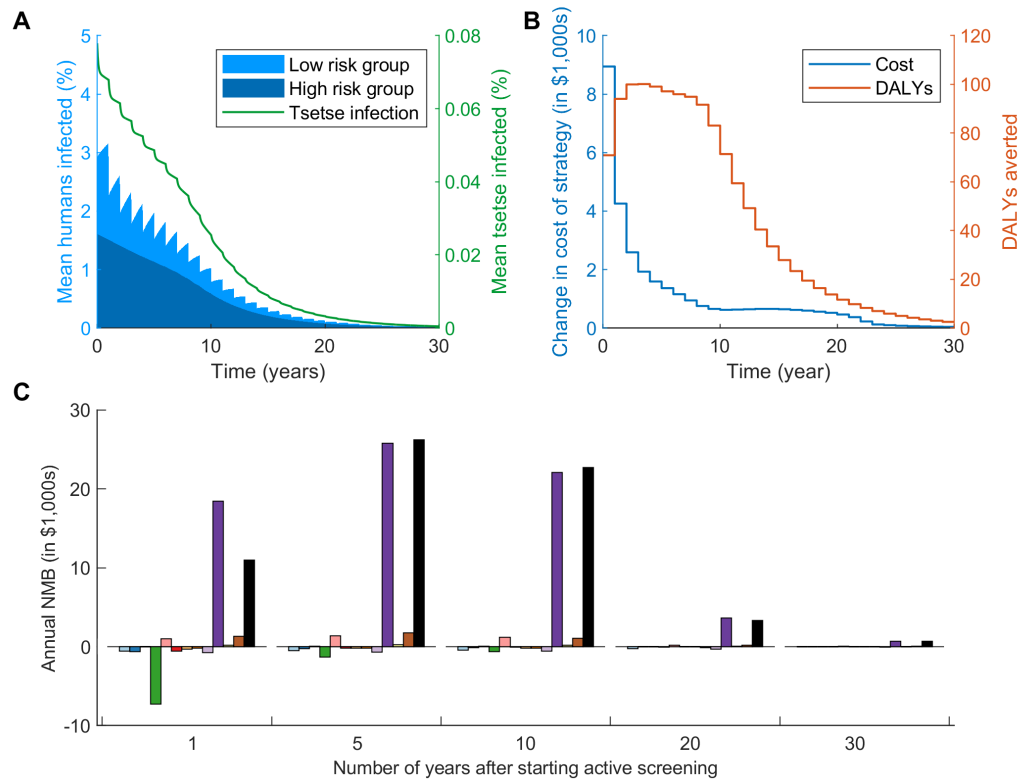 A
Mean humans infected (%)
5
4
3
2
1
0
Low risk group
High risk group
Tsetse infection
0.08
0.06
0.04
0.02
0
Mean tsetse infected (%)
0
10
20
30
Time (years)
B
Change in cost of strategy (in $1,000s)
10
8
6
4
2
0
Cost
DALYs
120
100
80
60
40
20
0
DALYs averted
0
10
20
30
Time (year)
C
Annual NMB (in $1,000s)
30
20
10
0
-10
1
5
10
20
30
Number of years after starting active screening